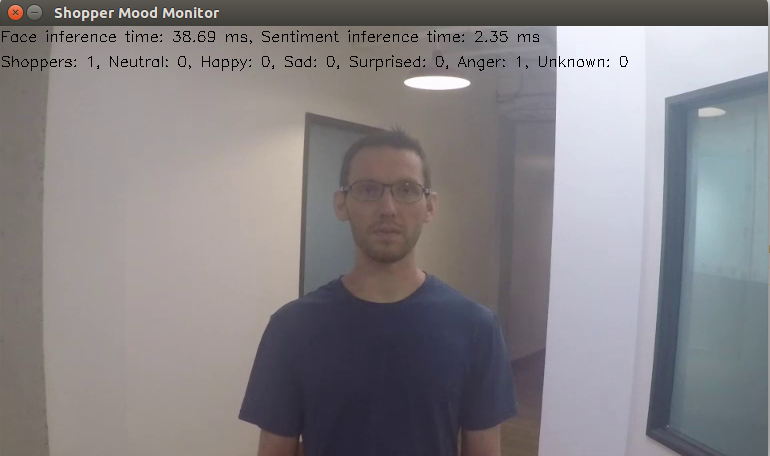 Shopper Mood Monitor
Face inference time: 38.69 ms, Sentiment inference time: 2.35 ms
Shoppers: 1, Neutral: 0, Happy: 0, Sad: 0, Surprised: 0, Anger: 1, Unknown: 0